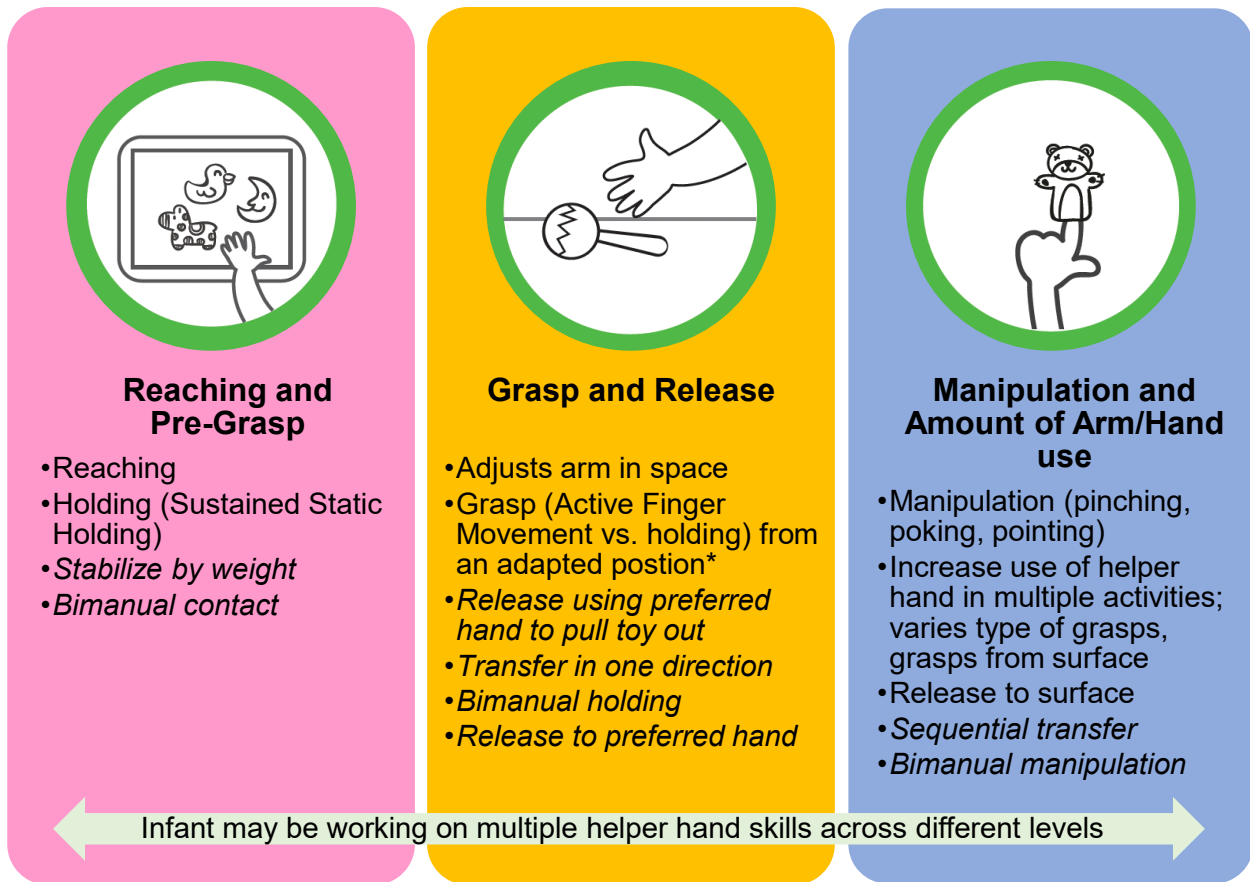 Reaching and
Pre-Grasp
•Reaching
•Holding (Sustained Static
Holding)
•Stabilize by weight
•Bimanual contact
Grasp and Release
•Adjusts arm in space
•Grasp (Active Finger
Movement vs. holding) from
an adapted postion*
•Release using preferred
hand to pull toy out
•Transfer in one direction
•Bimanual holding
•Release to preferred hand
Manipulation and
Amount of Arm/Hand
use
•Manipulation (pinching,
poking, pointing)
•Increase use of helper
hand in multiple activities;
varies type of grasps,
grasps from surface
•Release to surface
•Sequential transfer
•Bimanual manipulation
Infant may be working on multiple helper hand skills across different levels